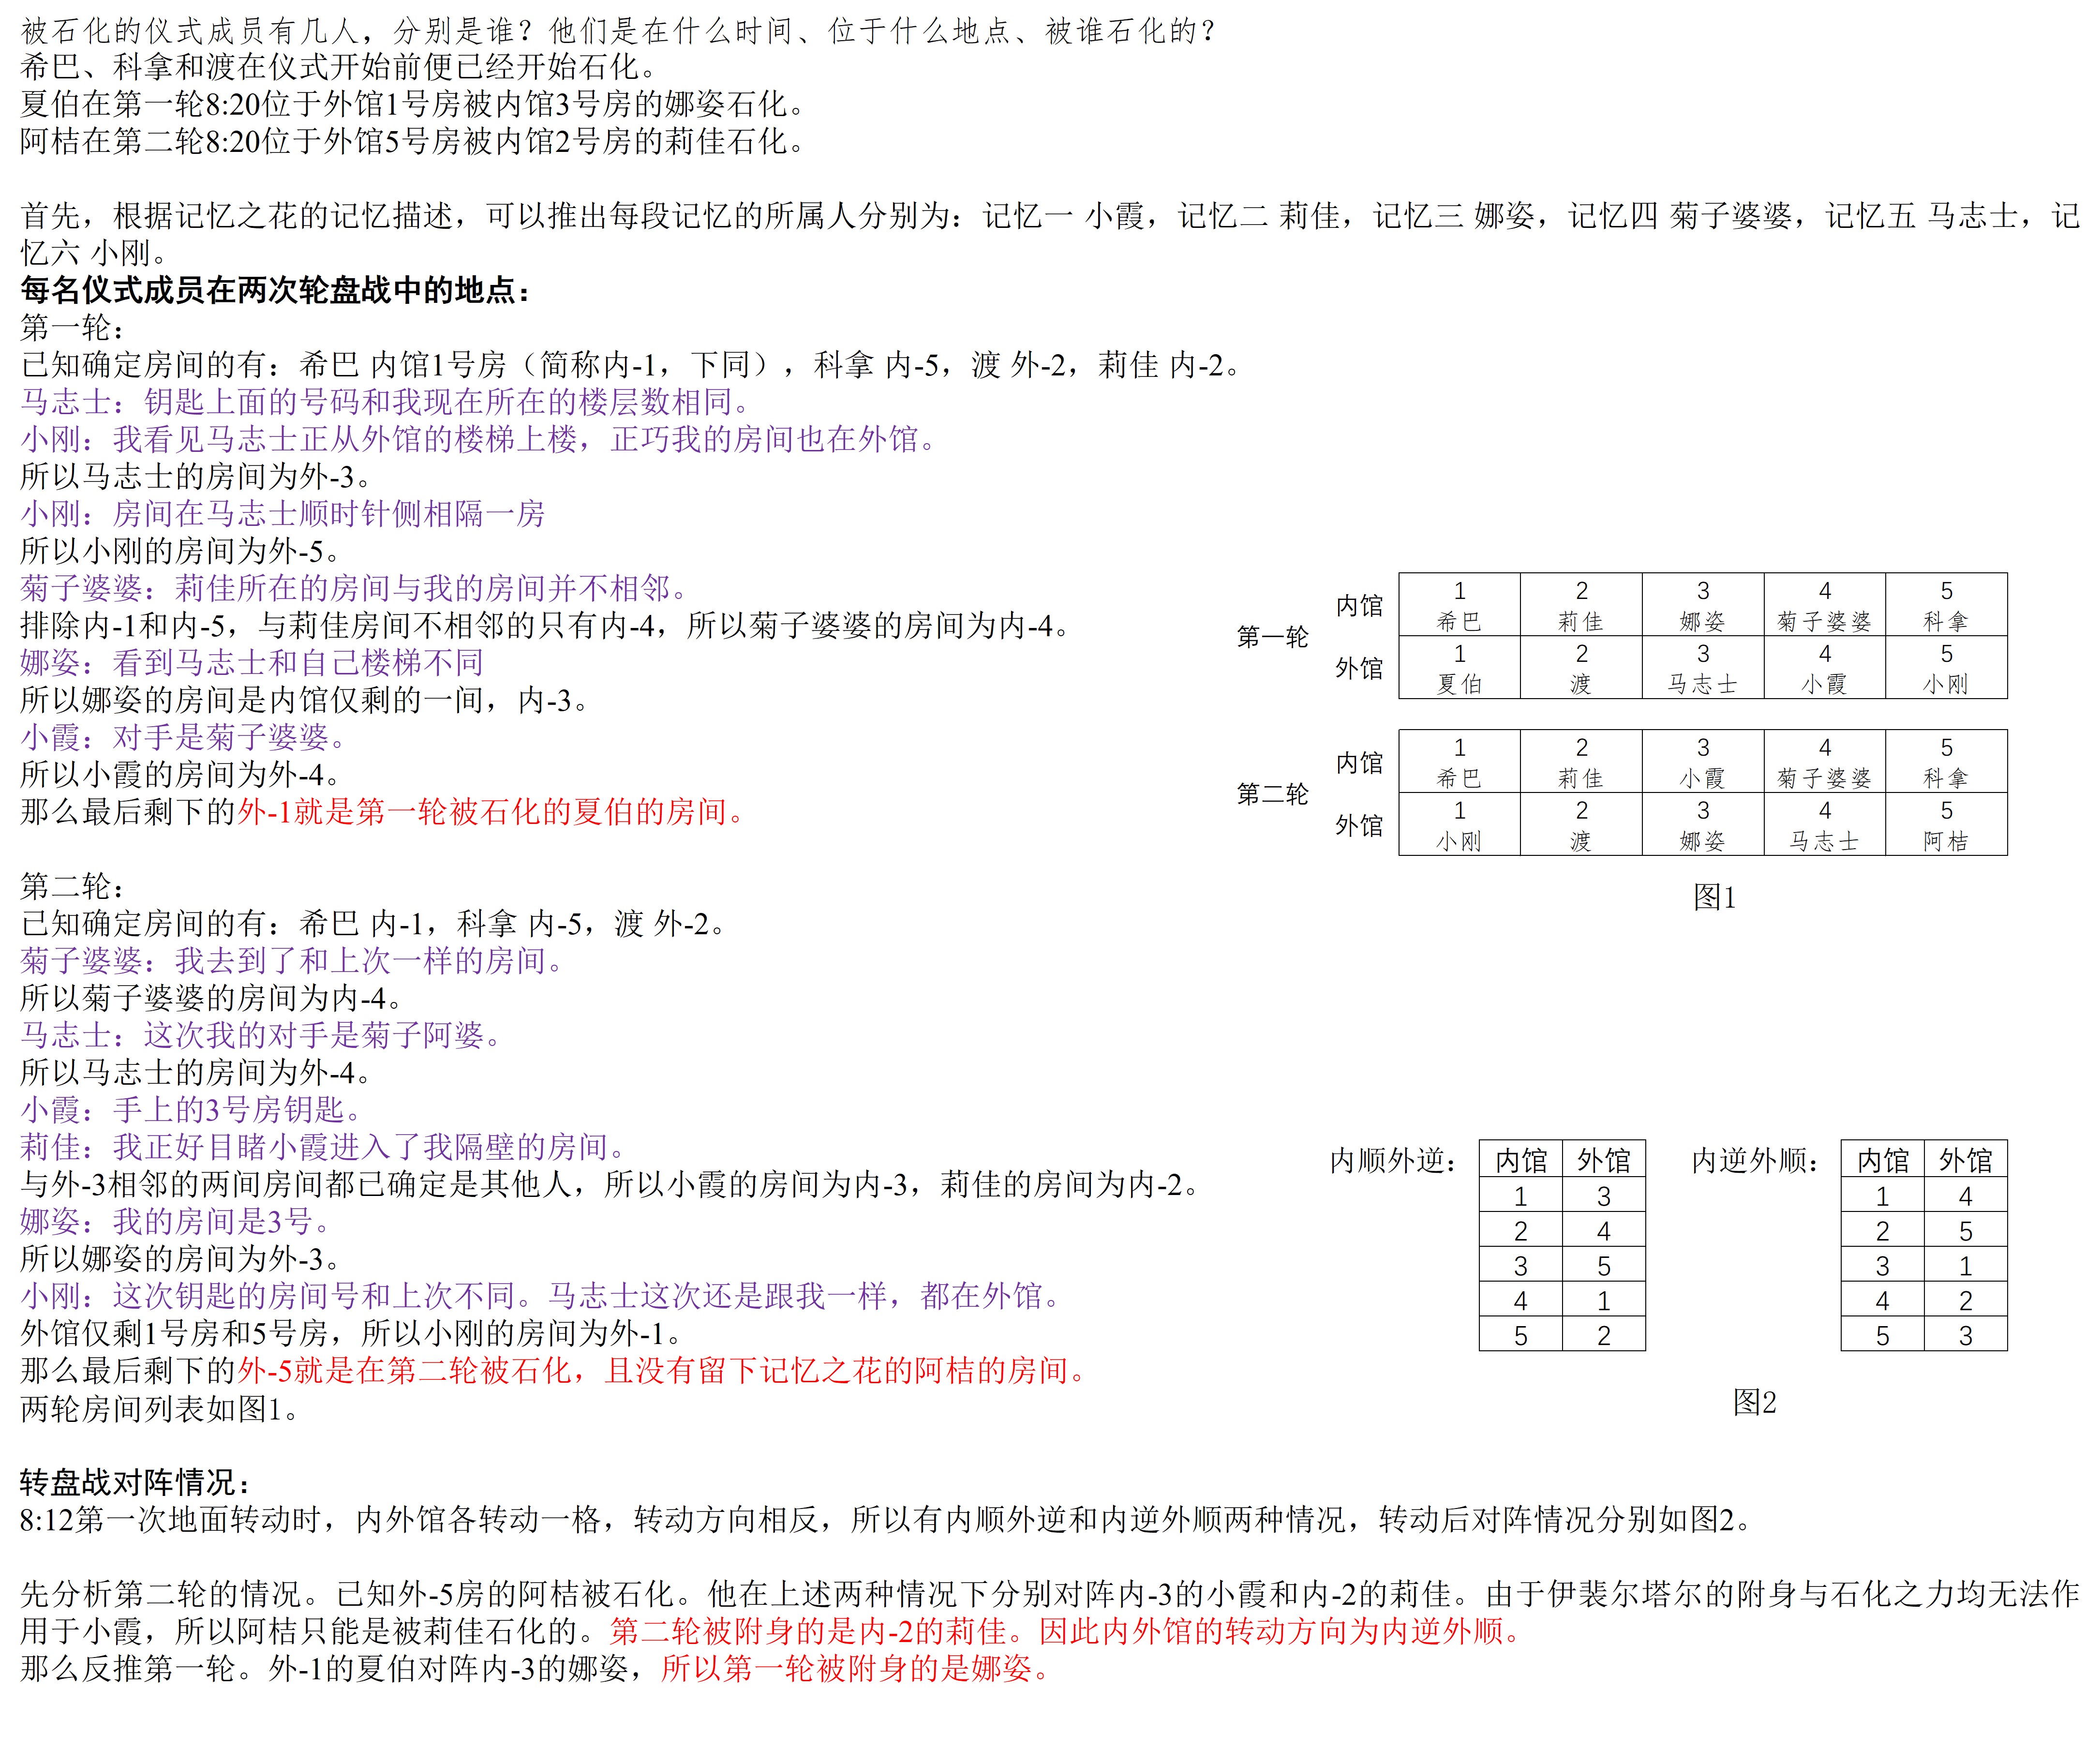 被石化的仪式成员有几人，分别是谁？他们是在什么时间、位于什么地点、被谁石化的？
希巴、科拿和渡在仪式开始前便已经开始石化。
夏伯在第一轮8:20位于外馆1号房被内馆3号房的娜姿石化。
阿桔在第二轮8:20位于外馆5号房被内馆2号房的莉佳石化。
首先，根据记忆之花的记忆描述，可以推出每段记忆的所属人分别为：记忆一 小霞，记忆二 莉佳，记忆三 娜姿，记忆四 菊子婆婆，记忆五 马志士，记
忆六 小刚。
每名仪式成员在两次轮盘战中的地点：
第一轮：
已知确定房间的有：希巴 内馆1号房（简称内-1，下同），科拿 内-5，渡 外-2，莉佳 内-2。
马志士：钥匙上面的号码和我现在所在的楼层数相同。
小刚：我看见马志士正从外馆的楼梯上楼，正巧我的房间也在外馆。
所以马志士的房间为外-3。
小刚：房间在马志士顺时针侧相隔一房
所以小刚的房间为外-5。
菊子婆婆：莉佳所在的房间与我的房间并不相邻。
排除内-1和内-5，与莉佳房间不相邻的只有内-4，所以菊子婆婆的房间为内-4。
娜姿：看到马志士和自己楼梯不同
所以娜姿的房间是内馆仅剩的一间，内-3。
小霞：对手是菊子婆婆。
所以小霞的房间为外-4。
那么最后剩下的外-1就是第一轮被石化的夏伯的房间。
第一轮
内馆 1 2 3 4 5
希巴 莉佳 娜姿 菊子婆婆 科拿
外馆 1 2 3 4 5
夏伯 渡 马志士 小霞 小刚
第二轮
内馆 1 2 3 4 5
希巴 莉佳 小霞 菊子婆婆 科拿
外馆 1 2 3 4 5
小刚 渡 娜姿 马志士 阿桔
图1
第二轮：
已知确定房间的有：希巴 内-1，科拿 内-5，渡 外-2。
菊子婆婆：我去到了和上次一样的房间。
所以菊子婆婆的房间为内-4。
马志士：这次我的对手是菊子阿婆。
所以马志士的房间为外-4。
小霞：手上的3号房钥匙。
莉佳：我正好目睹小霞进入了我隔壁的房间。
与外-3相邻的两间房间都已确定是其他人，所以小霞的房间为内-3，莉佳的房间为内-2。
娜姿：我的房间是3号。
所以娜姿的房间为外-3。
小刚：这次钥匙的房间号和上次不同。马志士这次还是跟我一样，都在外馆。
外馆仅剩1号房和5号房，所以小刚的房间为外-1。
那么最后剩下的外-5就是在第二轮被石化，且没有留下记忆之花的阿桔的房间。
两轮房间列表如图1。
内顺外逆：
内馆 外馆
1 3
2 4
3 5
4 1
5 2
内逆外顺：
内馆 外馆
1 4
2 5
3 1
4 2
5 3
图2
转盘战对阵情况：
8:12第一次地面转动时，内外馆各转动一格，转动方向相反，所以有内顺外逆和内逆外顺两种情况，转动后对阵情况分别如图2。
先分析第二轮的情况。已知外-5房的阿桔被石化。他在上述两种情况下分别对阵内-3的小霞和内-2的莉佳。由于伊裴尔塔尔的附身与石化之力均无法作
用于小霞，所以阿桔只能是被莉佳石化的。第二轮被附身的是内-2的莉佳。因此内外馆的转动方向为内逆外顺。
那么反推第一轮。外-1的夏伯对阵内-3的娜姿，所以第一轮被附身的是娜姿。